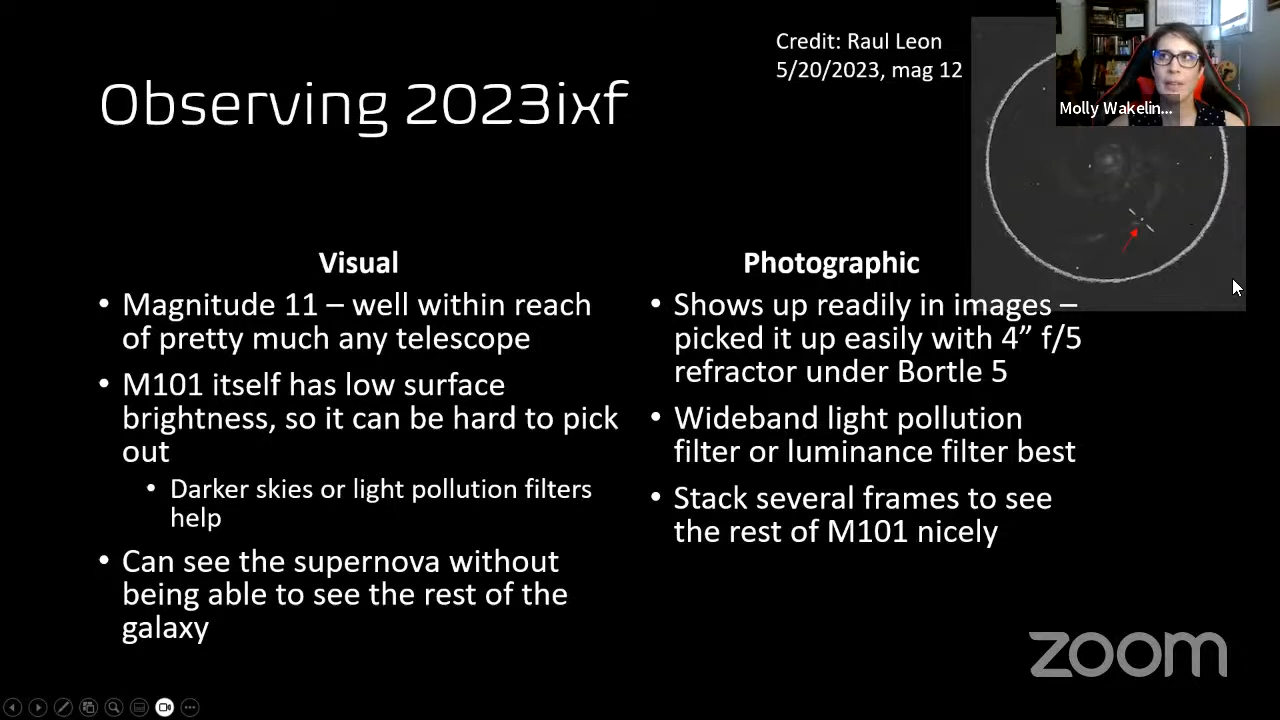 Credit: Raul Leon
5/20/2023, mag 12
Molly Wakelin...
Observing 2023ixf
Visual
• Magnitude 11 – well within reach
of pretty much any telescope
• M101 itself has low surface
brightness, so it can be hard to pick
out
• Darker skies or light pollution filters
help
• Can see the supernova without
being able to see the rest of the
galaxy
Photographic
• Shows up readily in images –
picked it up easily with 4” f/5
refractor under Bortle 5
• Wideband light pollution
filter or luminance filter best
• Stack several frames to see
the rest of M101 nicely
zoom